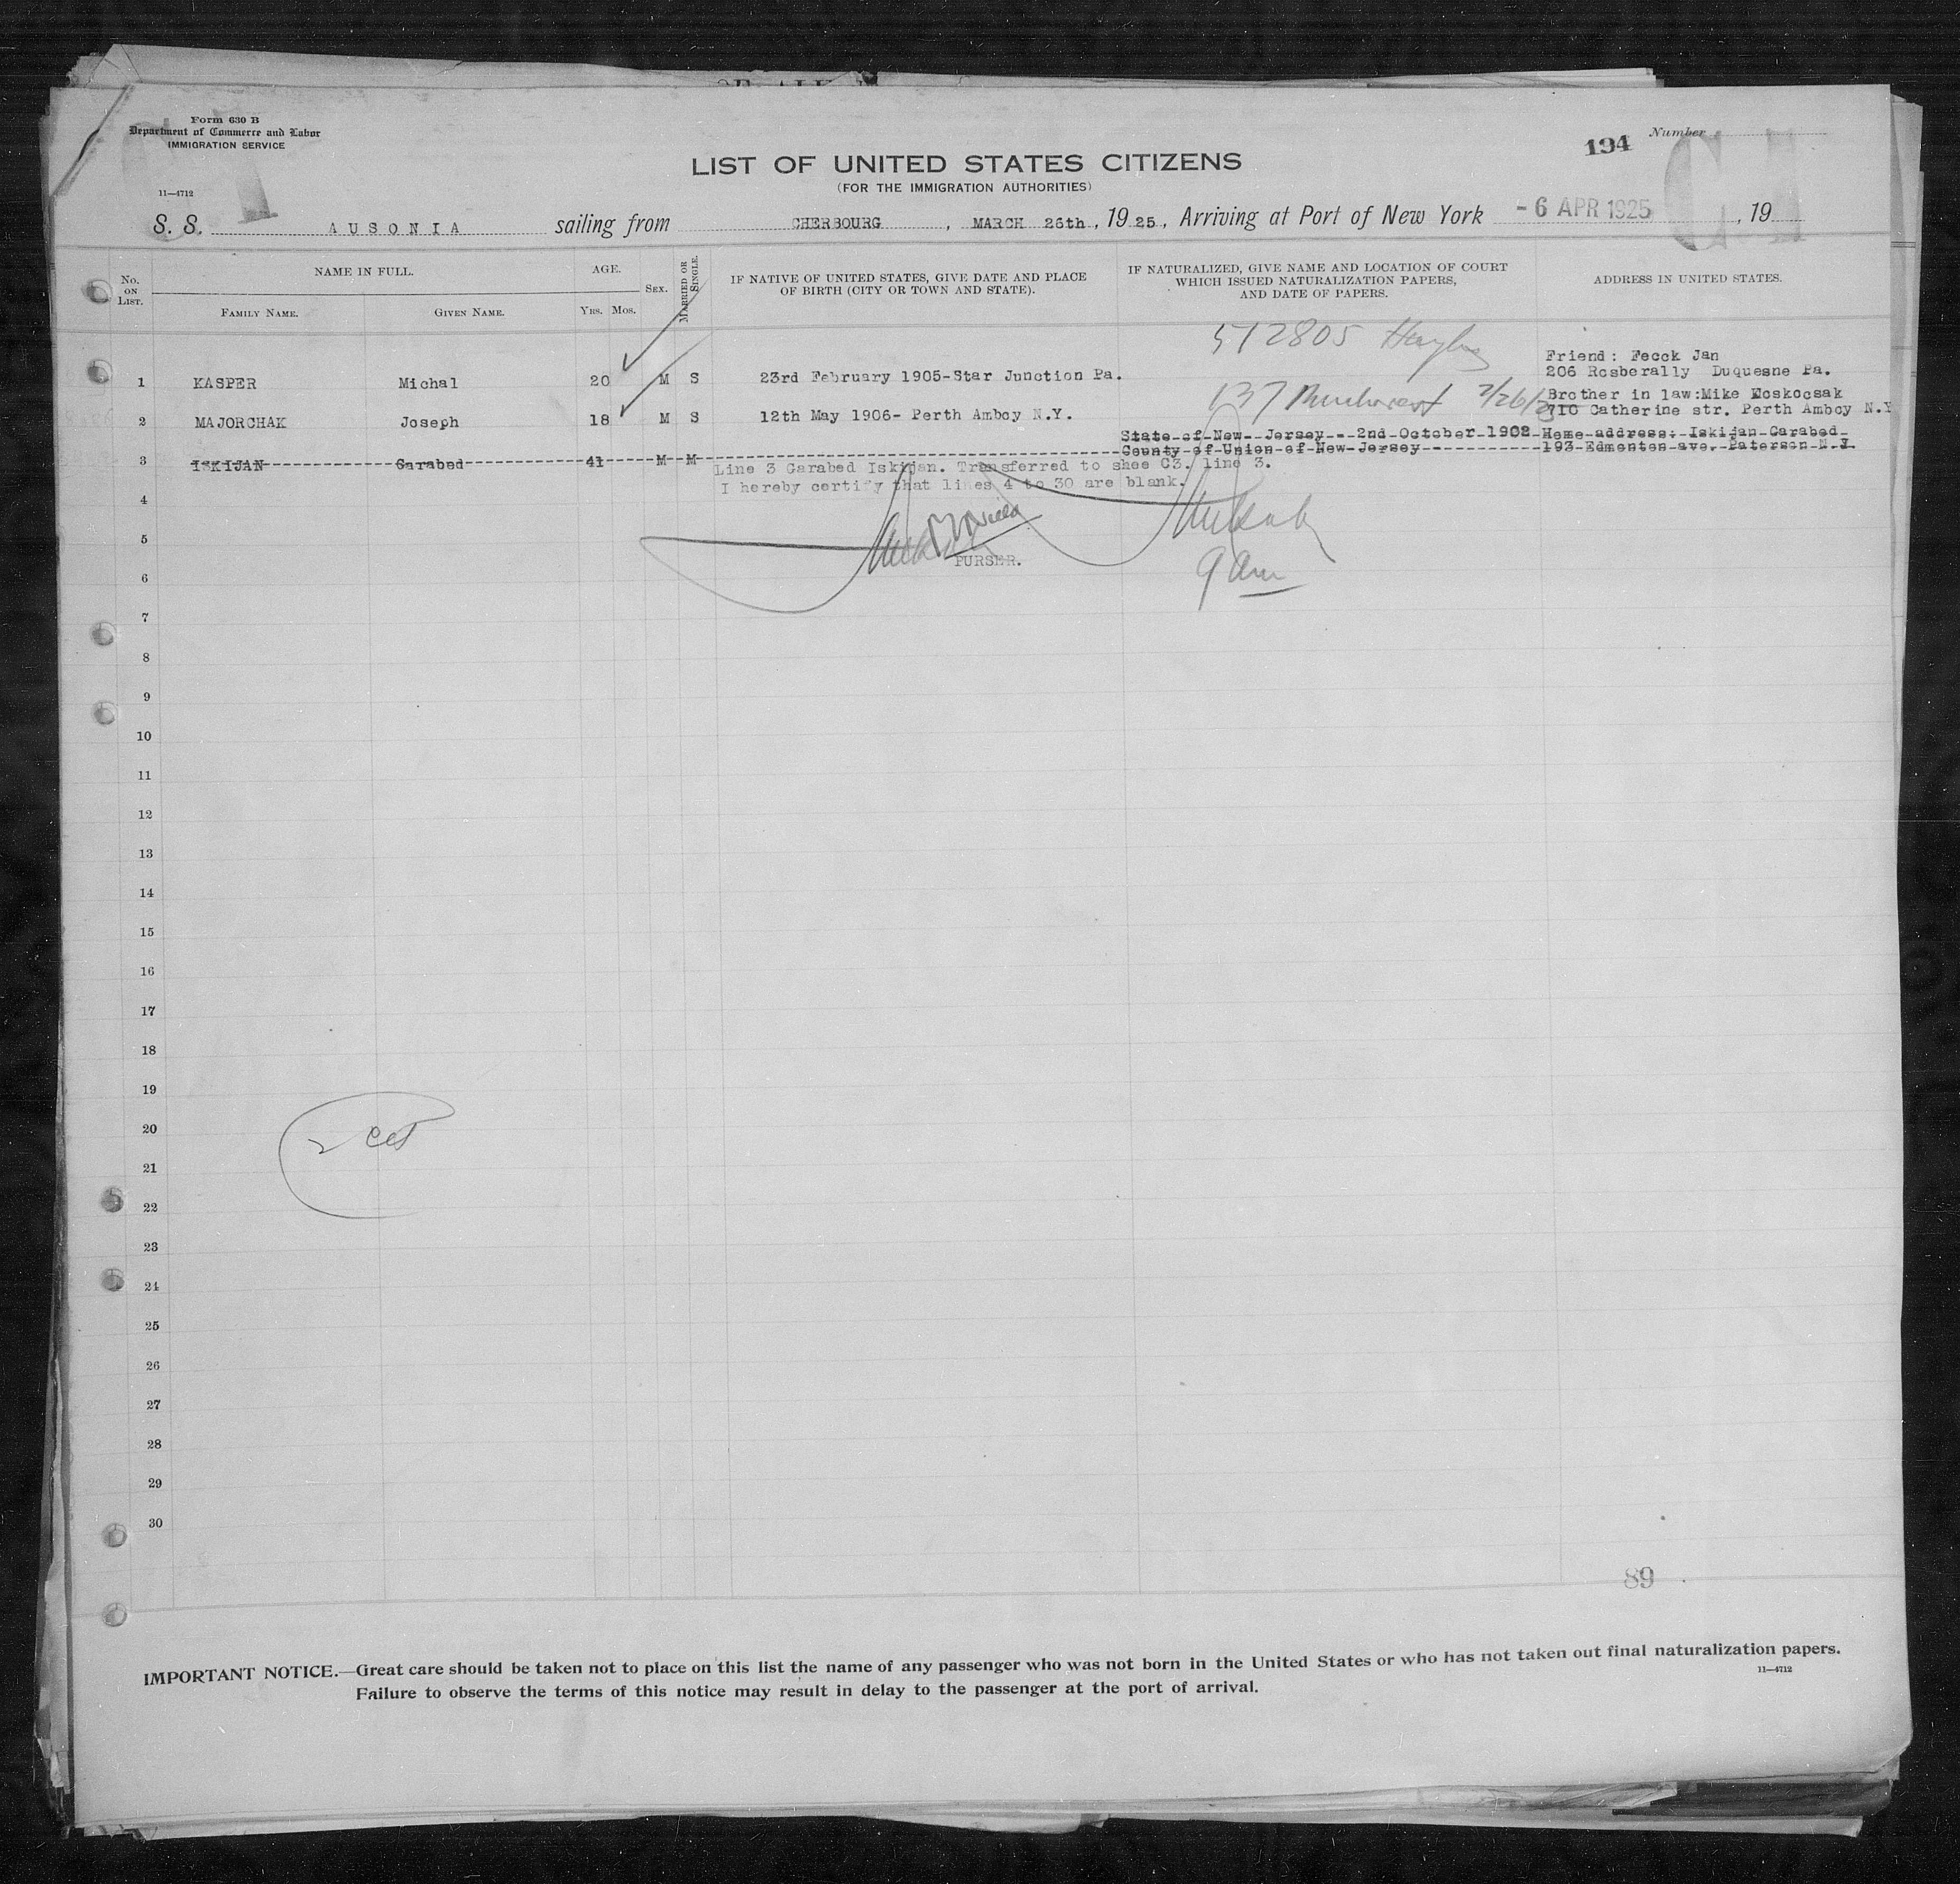 Form 630 B
Department of Commerce and Labor
IMMIGRATION SERVICE
11—4712
194 Number
LIST OF UNITED STATES CITIZENS
(FOR THE IMMIGRATION AUTHORITIES)
S. S. AUSONIA sailing from CHERBOURG , MARCH 26th , 19 25 , Arriving at Port of New York - 6 APR 1925 , 19
No. ON LIST.
NAME IN FULL.
FAMILY NAME.
GIVEN NAME.
AGE.
YRS. MOS.
SEX.
MARRIED OR SINGLE.
IF NATIVE OF UNITED STATES, GIVE DATE AND PLACE
OF BIRTH (CITY OR TOWN AND STATE).
IF NATURALIZED, GIVE NAME AND LOCATION OF COURT
WHICH ISSUED NATURALIZATION PAPERS,
AND DATE OF PAPERS.
ADDRESS IN UNITED STATES.
572805
Friend: Fecck Jan
1 KASPER Michal 20 M S 23rd February 1905-Star Junction Pa. 206 Rosberally Duquesne Pa.
137 Bucharest
Brother in law:Mike Koskocsak
2 MAJORCHAK Joseph 18 M S 12th May 1906- Perth Amboy N.Y. 710 Catherine str. Perth Amboy N.Y
State of New Jersey 2nd October 1902 Home address: Iskijan Garabed
County of Union of New Jersey 193 Edmonton ave. Paterson N.J.
3 ISKIJAN Garabed 41 M M
Line 3 Garabed Iskijan. Transferred to shee C3. line 3.
I hereby certify that lines 4 to 30 are blank.
PURSER.
4
5
6
7
8
9
10
11
12
13
14
15
16
17
18
19
20
21
22
23
24
25
26
27
28
29
30
89
IMPORTANT NOTICE.—Great care should be taken not to place on this list the name of any passenger who was not born in the United States or who has not taken out final naturalization papers.
Failure to observe the terms of this notice may result in delay to the passenger at the port of arrival.
11—4712